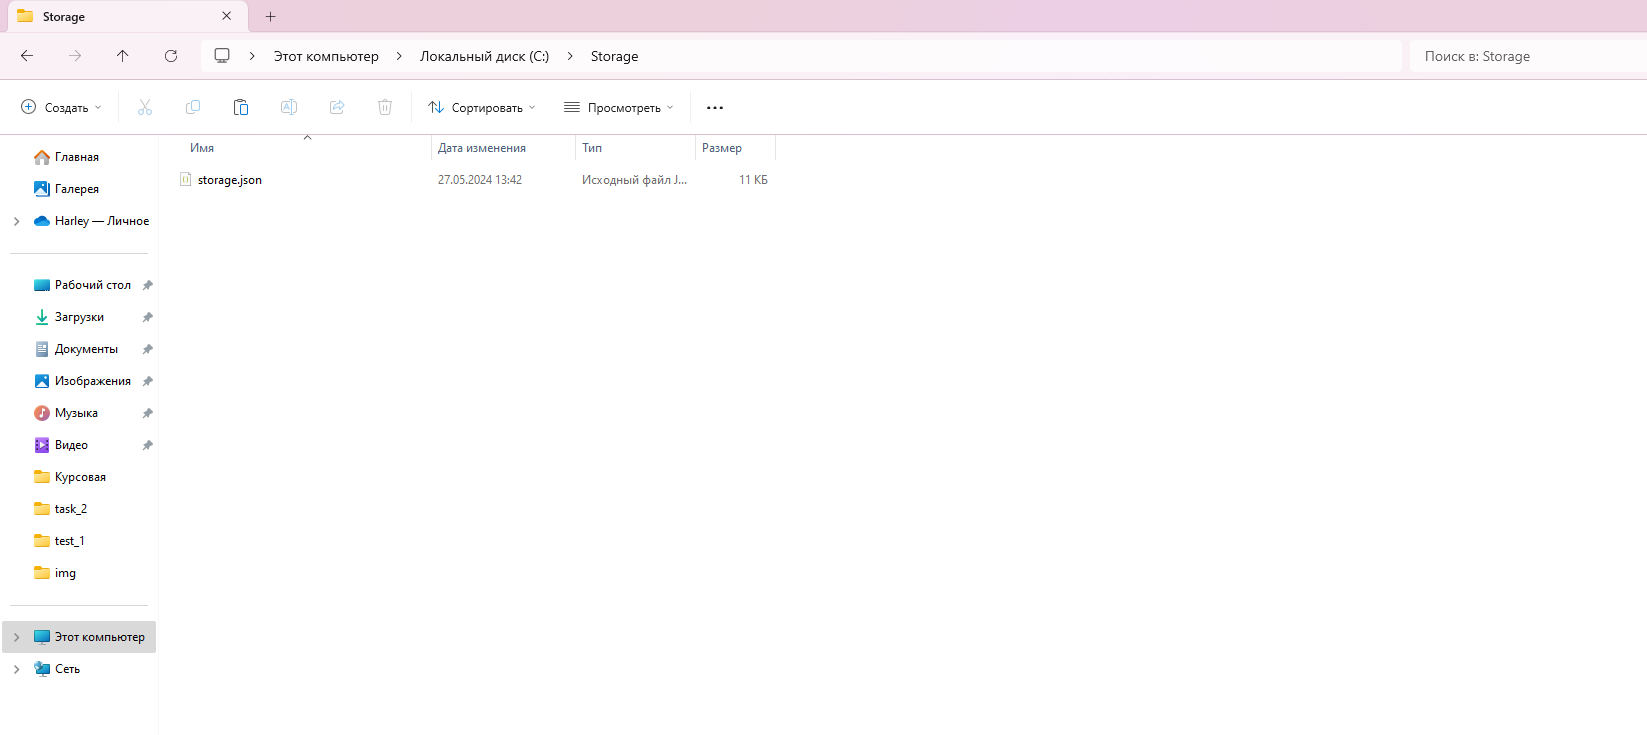 Storage
Этот компьютер
Локальный диск (C:)
Storage
Поиск в: Storage
Создать
Сортировать
Просмотреть
Имя
Дата изменения
Тип
Размер
storage.json
27.05.2024 13:42
Исходный файл J...
11 КБ
Главная
Галерея
Harley — Личное
Рабочий стол
Загрузки
Документы
Изображения
Музыка
Видео
Курсовая
task_2
test_1
img
Этот компьютер
Сеть